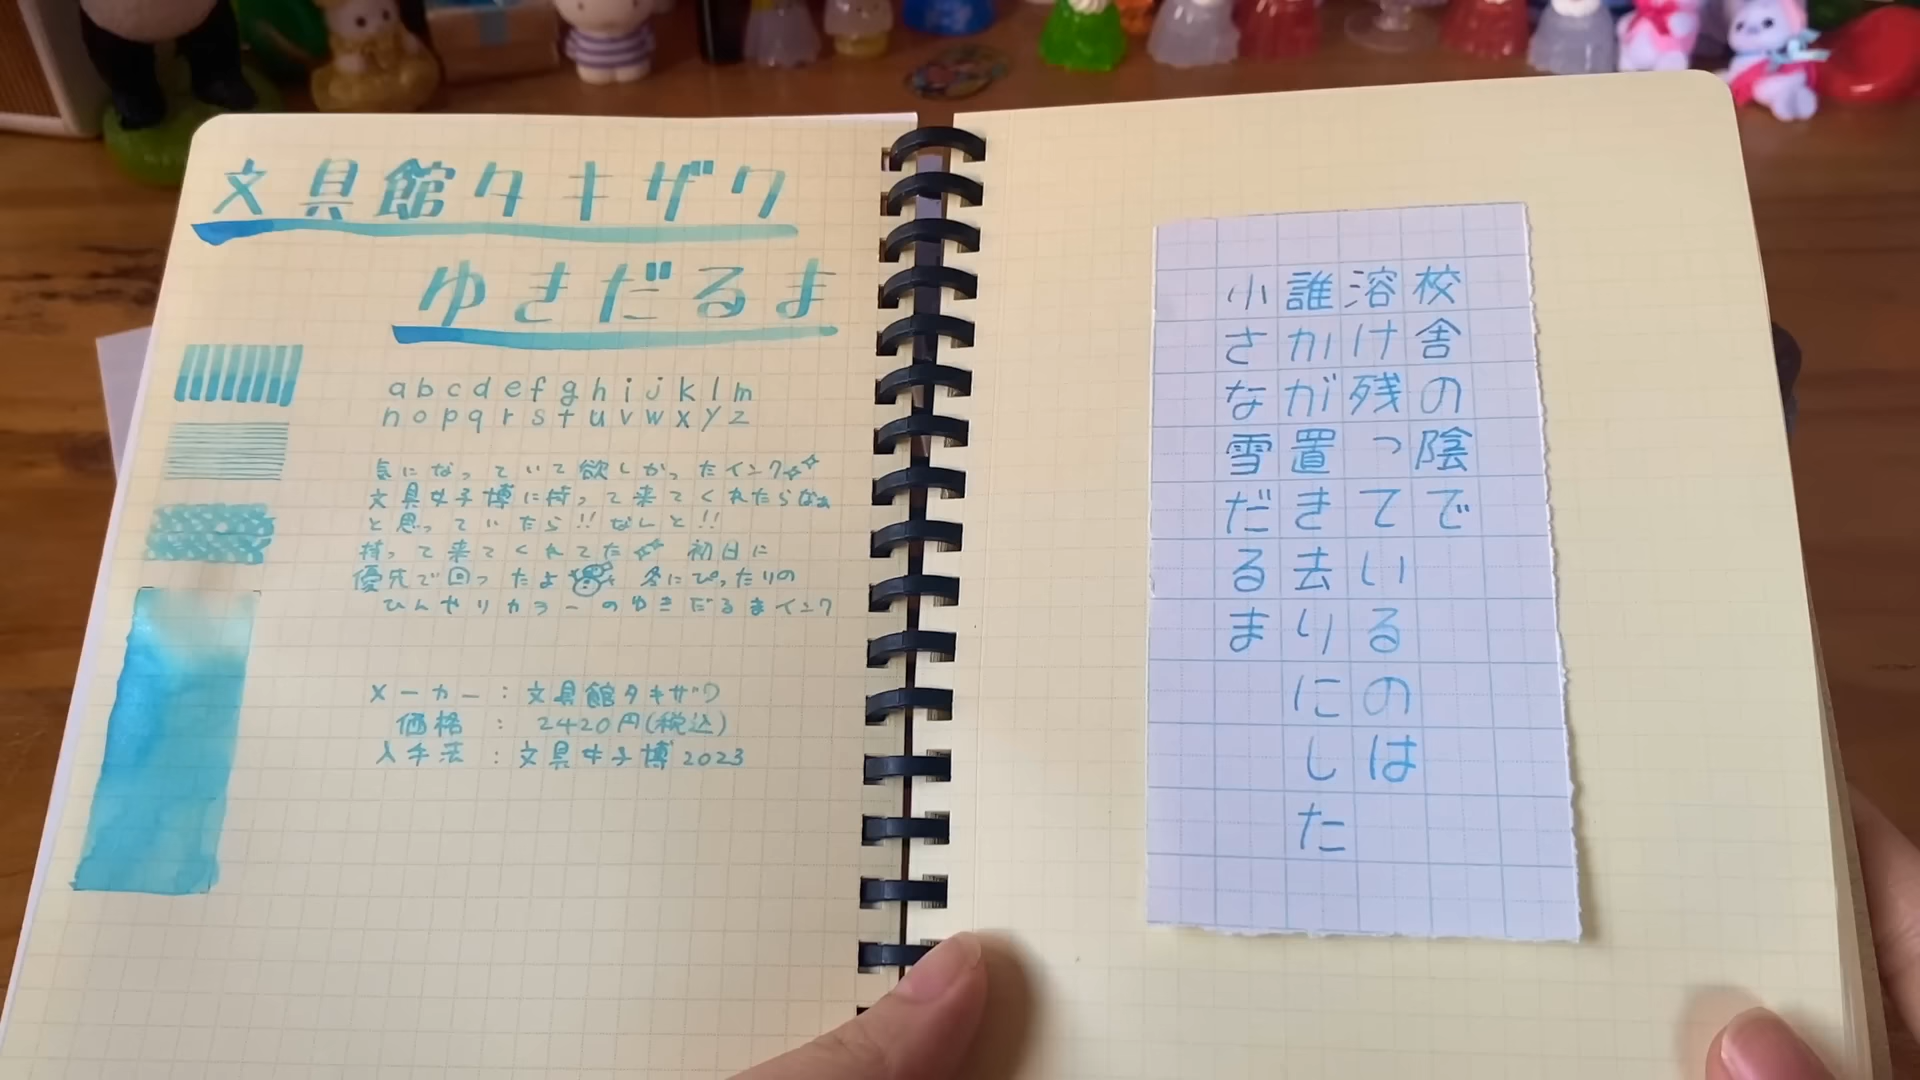 文具館タキザワ
ゆきだるま
abcdefghijklm
nopqrstuvwxyz
気になっていて欲しかったインク
文具女子博に持って来てくれたらなぁ
と思っていたら!!なんと!!
持って来てくれてた 初日に
優先で回ったよ 冬にぴったりの
ひんやりカラーのゆきだるまインク
メーカー:文具館タキザワ
価格:2420円(税込)
入手法:文具女子博2023
校舎の陰で
溶け残っているのは
誰かが置き去りにした
小さな雪だるま